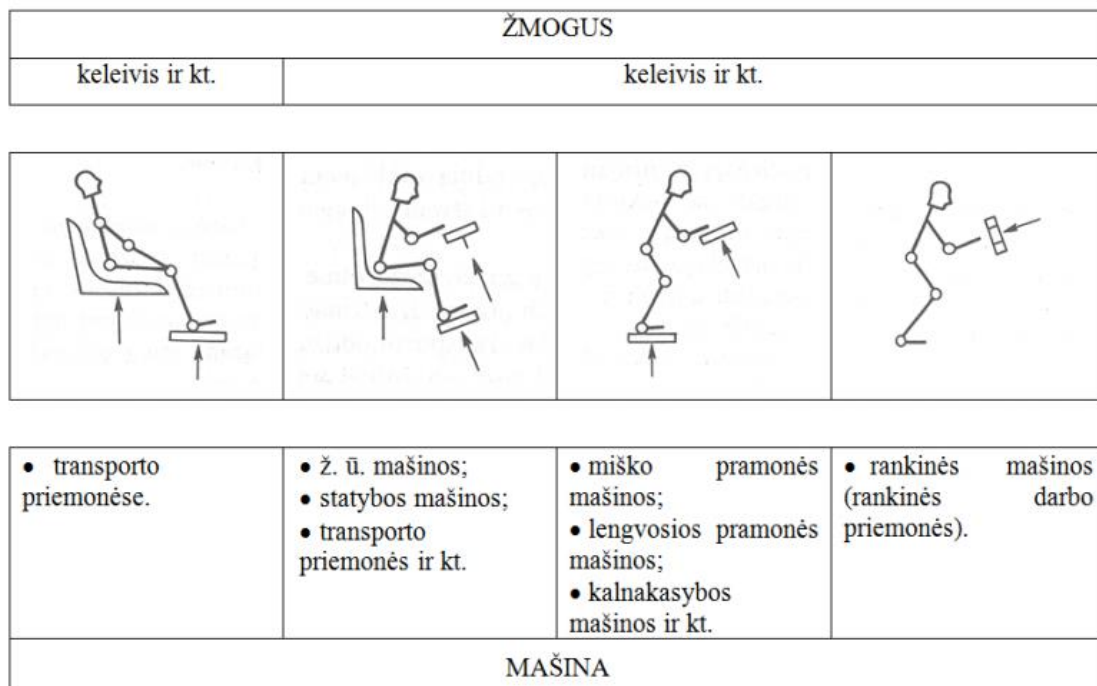 ŽMOGUS
keleivis ir kt.
keleivis ir kt.
• transporto
priemonėse.
• ž. ū. mašinos;
• statybos mašinos;
• transporto
priemonės ir kt.
• miško pramonės
mašinos;
• lengvosios pramonės
mašinos;
• kalnakasybos
mašinos ir kt.
• rankinės mašinos
(rankinės darbo
priemonės).
MAŠINA